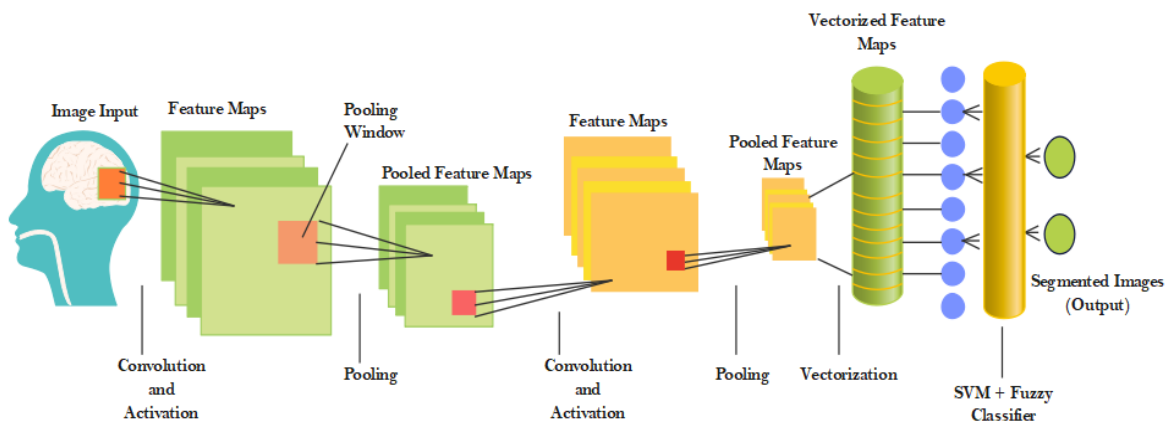 Vectorized Feature
Maps
Image Input
Feature Maps
Pooling
Window
Pooled Feature Maps
Feature Maps
Pooled Feature
Maps
Segmented Images
(Output)
Convolution
and
Activation
Pooling
Convolution
and
Activation
Pooling
Vectorization
SVM + Fuzzy
Classifier